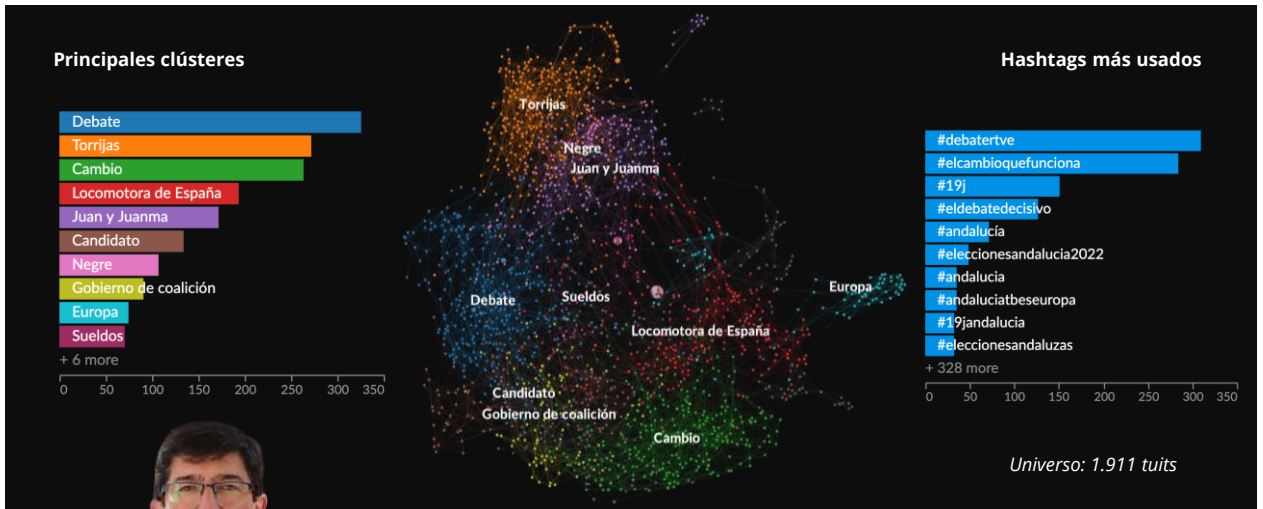 Principales clústeres
Debate
Torrijas
Cambio
Locomotora de España
Juan y Juanma
Candidato
Negre
Gobierno de coalición
Europa
Sueldos
+ 6 more
0 50 100 150 200 250 300 350
Torrijas
Negre
Juan y Juanma
Europa
Debate
Sueldos
Locomotora de España
Candidato
Gobierno de coalición
Cambio
Hashtags más usados
#debatertve
#elcambioquefunciona
#19j
#eldebatedecisivo
#andalucía
#eleccionesandalucia2022
#andalucia
#andaluciatbeseuropa
#19jandalucia
#eleccionesandaluzas
+ 328 more
0 50 100 150 200 250 300 350
Universo: 1.911 tuits